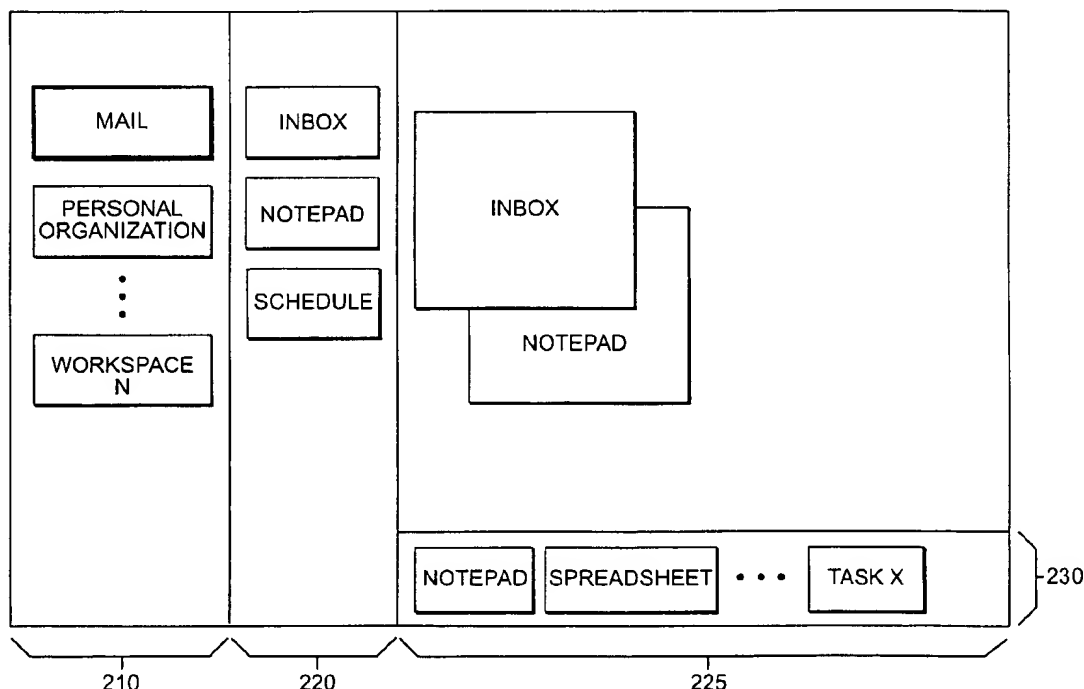 MAIL
PERSONAL
ORGANIZATION
WORKSPACE
N
INBOX
NOTEPAD
SCHEDULE
INBOX
NOTEPAD
NOTEPAD
SPREADSHEET
TASK X
230
210
220
225